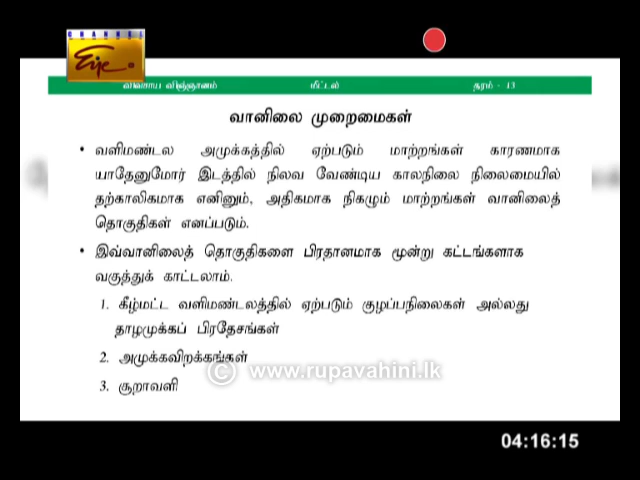 CHANNEL
Eye
விவசாய விஞ்ஞானம் மீட்டல் தரம் - 13
வானிலை முறைமைகள்
• வளிமண்டல அமுக்கத்தில் ஏற்படும் மாற்றங்கள் காரணமாக
யாதேனுமோர் இடத்தில் நிலவ வேண்டிய காலநிலை நிலைமையில்
தற்காலிகமாக எனினும், அதிகமாக நிகழும் மாற்றங்கள் வானிலைத்
தொகுதிகள் எனப்படும்.
• இவ்வானிலைத் தொகுதிகளை பிரதானமாக மூன்று கட்டங்களாக
வகுத்துக் காட்டலாம்.
1. கீழ்மட்ட வளிமண்டலத்தில் ஏற்படும் குழப்பநிலைகள் அல்லது
தாழமுக்கப் பிரதேசங்கள்
2. அமுக்கவிறக்கங்கள்
© www.rupavahini.lk
3. சூறாவளி
04:16:15